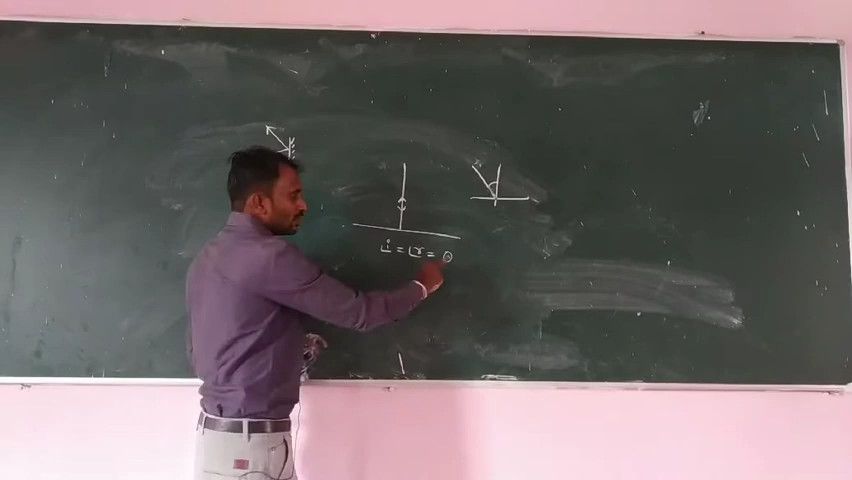 ∠i = ∠r = 0